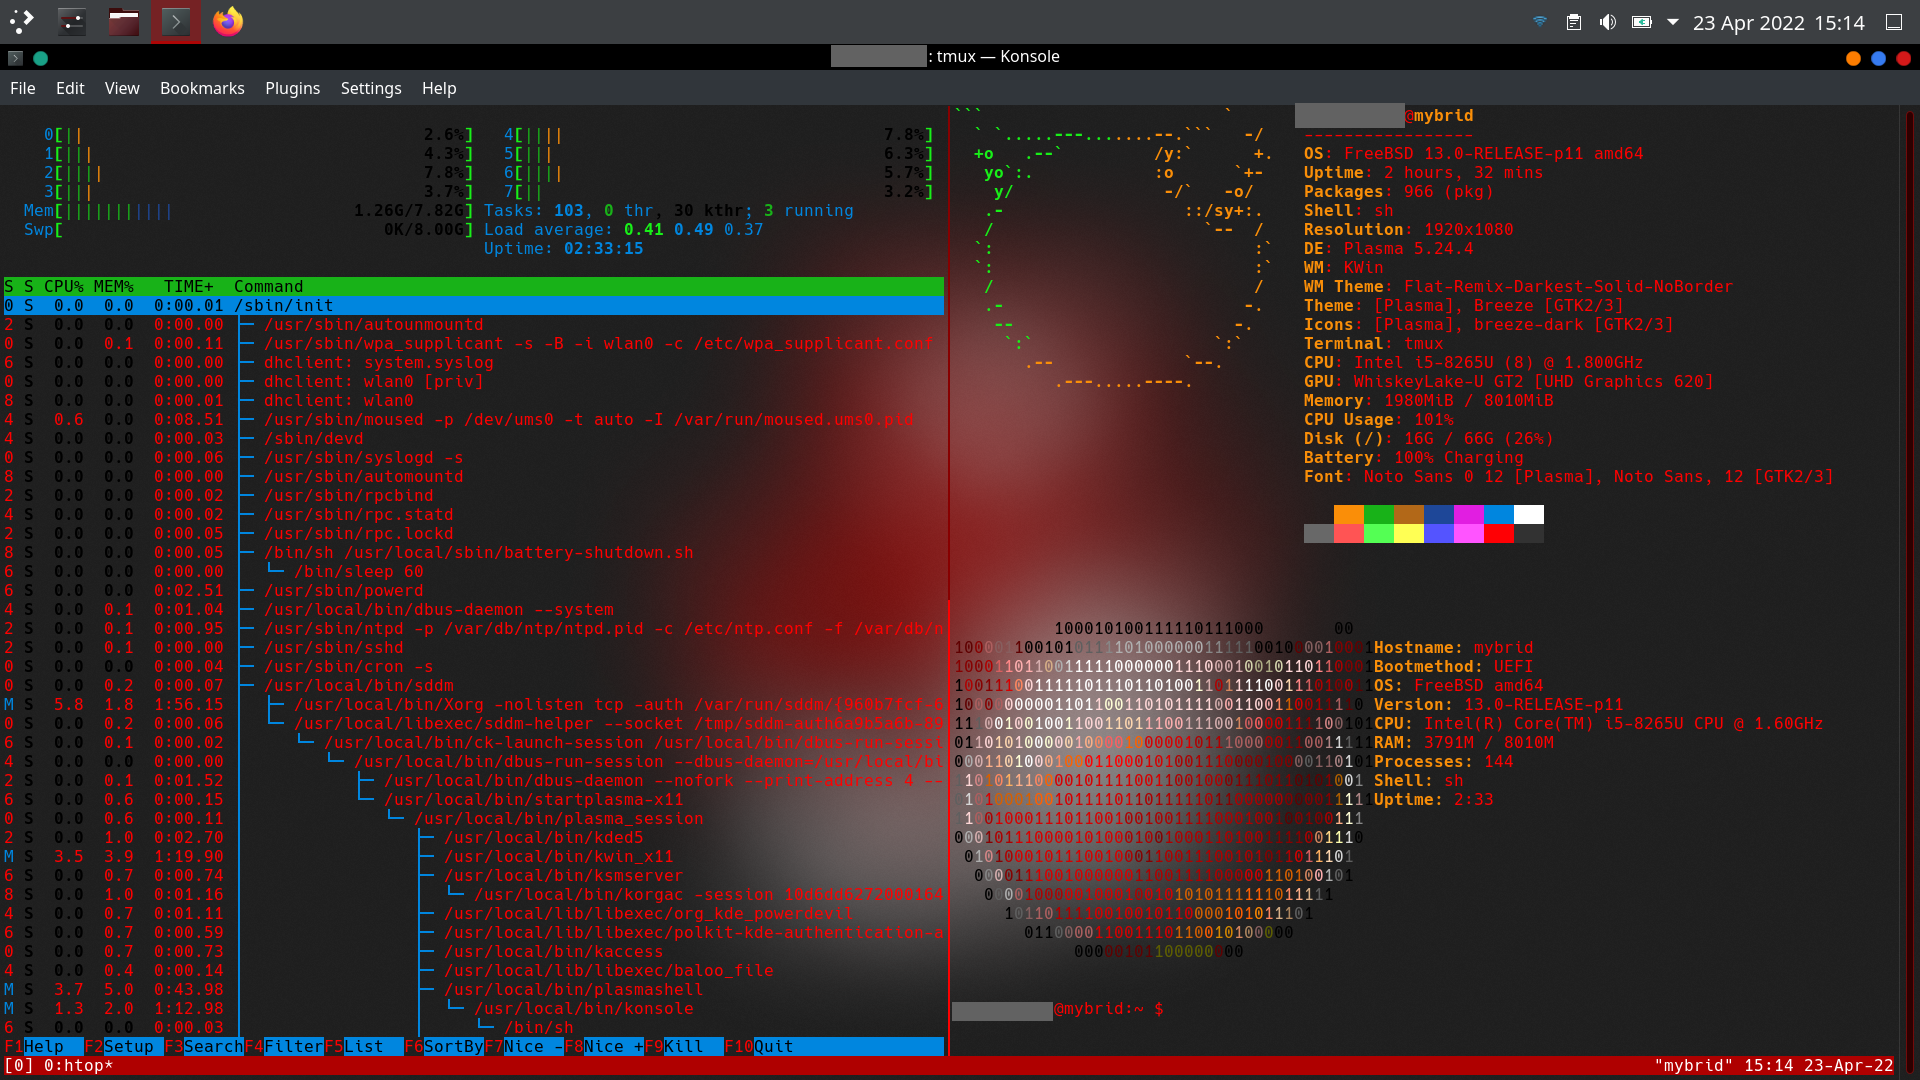 23 Apr 2022 15:14
: tmux — Konsole
File Edit View Bookmarks Plugins Settings Help
0[|| 2.6%] 4[|||| 7.8%]
1[||| 4.3%] 5[||| 6.3%]
2[|||| 7.8%] 6[|||| 5.7%]
3[||| 3.7%] 7[|| 3.2%]
Mem[||||||||||| 1.26G/7.82G] Tasks: 103, 0 thr, 30 kthr; 3 running
Swp[ 0K/8.00G] Load average: 0.41 0.49 0.37
Uptime: 02:33:15
S S CPU% MEM% TIME+ Command
0 S 0.0 0.0 0:00.01 /sbin/init
2 S 0.0 0.0 0:00.00 /usr/sbin/autounmountd
0 S 0.0 0.1 0:00.11 /usr/sbin/wpa_supplicant -s -B -i wlan0 -c /etc/wpa_supplicant.conf
6 S 0.0 0.0 0:00.00 dhclient: system.syslog
0 S 0.0 0.0 0:00.00 dhclient: wlan0 [priv]
8 S 0.0 0.0 0:00.01 dhclient: wlan0
4 S 0.6 0.0 0:08.51 /usr/sbin/moused -p /dev/ums0 -t auto -I /var/run/moused.ums0.pid
4 S 0.0 0.0 0:00.03 /sbin/devd
0 S 0.0 0.0 0:00.06 /usr/sbin/syslogd -s
8 S 0.0 0.0 0:00.00 /usr/sbin/automountd
2 S 0.0 0.0 0:00.02 /usr/sbin/rpcbind
4 S 0.0 0.0 0:00.02 /usr/sbin/rpc.statd
2 S 0.0 0.0 0:00.05 /usr/sbin/rpc.lockd
8 S 0.0 0.0 0:00.05 /bin/sh /usr/local/sbin/battery-shutdown.sh
6 S 0.0 0.0 0:00.00 /bin/sleep 60
6 S 0.0 0.0 0:02.51 /usr/sbin/powerd
4 S 0.0 0.1 0:01.04 /usr/local/bin/dbus-daemon --system
2 S 0.0 0.1 0:00.95 /usr/sbin/ntpd -p /var/db/ntp/ntpd.pid -c /etc/ntp.conf -f /var/db/n
2 S 0.0 0.1 0:00.00 /usr/sbin/sshd
0 S 0.0 0.0 0:00.04 /usr/sbin/cron -s
0 S 0.0 0.2 0:00.07 /usr/local/bin/sddm
M S 5.8 1.8 1:56.15 /usr/local/bin/Xorg -nolisten tcp -auth /var/run/sddm/
0 S 0.0 0.2 0:00.06 /usr/local/libexec/sddm-helper --socket
6 S 0.0 0.1 0:00.02 /usr/local/bin/ck-launch-session /usr/local/bin/dbus-run-sessi
4 S 0.0 0.0 0:00.00 /usr/local/bin/dbus-run-session --dbus-daemon=/usr/local/bi
2 S 0.0 0.1 0:01.52 /usr/local/bin/dbus-daemon --nofork --print-address 4 --
6 S 0.0 0.6 0:00.15 /usr/local/bin/startplasma-x11
0 S 0.0 0.6 0:00.11 /usr/local/bin/plasma_session
2 S 0.0 1.0 0:02.70 /usr/local/bin/kded5
M S 3.5 3.9 1:19.90 /usr/local/bin/kwin_x11
6 S 0.0 0.7 0:00.74 /usr/local/bin/ksmserver
8 S 0.0 1.0 0:01.16 /usr/local/bin/korgac -session
4 S 0.0 0.7 0:01.11 /usr/local/lib/libexec/org_kde_powerdevil
6 S 0.0 0.7 0:00.59 /usr/local/lib/libexec/polkit-kde-authentication-a
0 S 0.0 0.7 0:00.73 /usr/local/bin/kaccess
4 S 0.0 0.4 0:00.14 /usr/local/lib/libexec/baloo_file
M S 3.7 5.0 0:43.98 /usr/local/bin/plasmashell
M S 1.3 2.0 1:12.98 /usr/local/bin/konsole
6 S 0.0 0.0 0:00.03 /bin/sh
F1Help F2Setup F3SearchF4FilterF5List F6SortByF7Nice -F8Nice +F9Kill F10Quit
@mybrid
----------------
OS: FreeBSD 13.0-RELEASE-p11 amd64
Uptime: 2 hours, 32 mins
Packages: 966 (pkg)
Shell: sh
Resolution: 1920x1080
DE: Plasma 5.24.4
WM: KWin
WM Theme: Flat-Remix-Darkest-Solid-NoBorder
Theme: [Plasma], Breeze [GTK2/3]
Icons: [Plasma], breeze-dark [GTK2/3]
Terminal: tmux
CPU: Intel i5-8265U (8) @ 1.800GHz
GPU: WhiskeyLake-U GT2 [UHD Graphics 620]
Memory: 1980MiB / 8010MiB
CPU Usage: 101%
Disk (/): 16G / 66G (26%)
Battery: 100% Charging
Font: Noto Sans 0 12 [Plasma], Noto Sans, 12 [GTK2/3]
Hostname: mybrid
Bootmethod: UEFI
OS: FreeBSD amd64
Version: 13.0-RELEASE-p11
CPU: Intel(R) Core(TM) i5-8265U CPU @ 1.60GHz
RAM: 3791M / 8010M
Processes: 144
Shell: sh
Uptime: 2:33
@mybrid:~ $
[0] 0:htop* "mybrid" 15:14 23-Apr-22